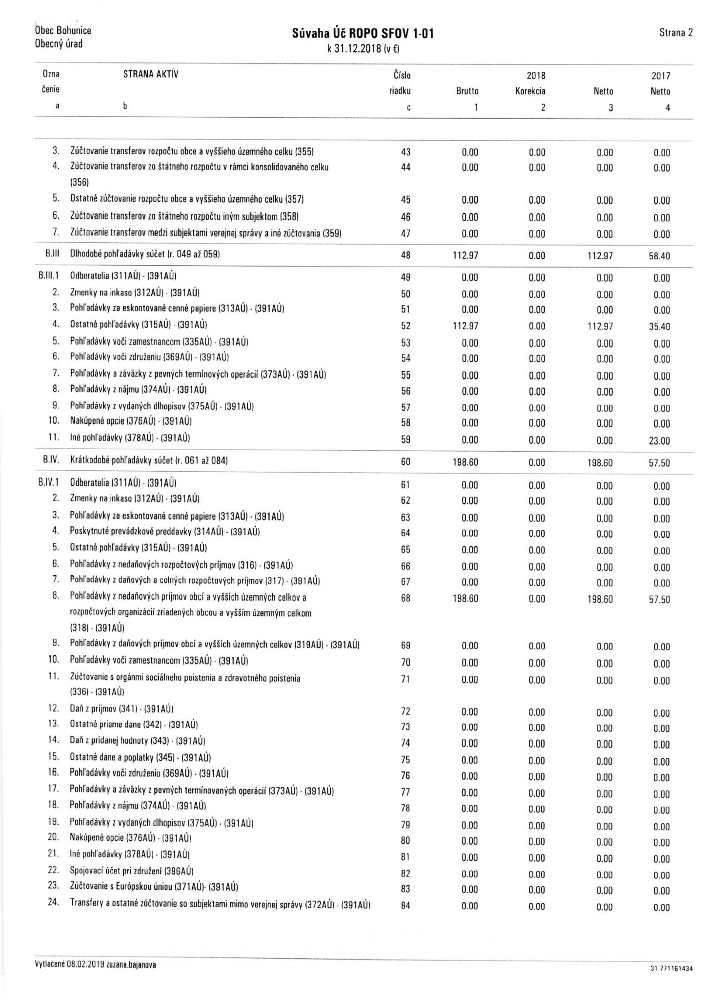 Obec Bohunice
Obecný úrad
Súvaha Úč ROPO SFOV 1-01
k 31.12.2018 (v €)
Strana 2
Ozna STRANA AKTÍV Číslo 2018 2017
čenie riadku Brutto Korekcia Netto Netto
a b c 1 2 3 4
3. Zúčtovanie transferov rozpočtu obce a vyššieho územného celku (355) 43 0.00 0.00 0.00 0.00
4. Zúčtovanie transferov zo štátneho rozpočtu v rámci konsolidovaného celku 44 0.00 0.00 0.00 0.00
(356)
5. Ostatné zúčtovanie rozpočtu obce a vyššieho územného celku (357) 45 0.00 0.00 0.00 0.00
6. Zúčtovanie transferov zo štátneho rozpočtu iným subjektom (358) 46 0.00 0.00 0.00 0.00
7. Zúčtovanie transferov medzi subjektami verejnej správy a iné zúčtovania (359) 47 0.00 0.00 0.00 0.00
B.III Dlhodobé pohľadávky súčet (r. 049 až 059) 48 112.97 0.00 112.97 58.40
B.III.1 Odberatelia (311AÚ) - (391AÚ) 49 0.00 0.00 0.00 0.00
2. Zmenky na inkaso (312AÚ) - (391AÚ) 50 0.00 0.00 0.00 0.00
3. Pohľadávky za eskontované cenné papiere (313AÚ) - (391AÚ) 51 0.00 0.00 0.00 0.00
4. Ostatné pohľadávky (315AÚ) - (391AÚ) 52 112.97 0.00 112.97 35.40
5. Pohľadávky voči zamestnancom (335AÚ) - (391AÚ) 53 0.00 0.00 0.00 0.00
6. Pohľadávky voči združeniu (369AÚ) - (391AÚ) 54 0.00 0.00 0.00 0.00
7. Pohľadávky a záväzky z pevných termínových operácií (373AÚ) - (391AÚ) 55 0.00 0.00 0.00 0.00
8. Pohľadávky z nájmu (374AÚ) - (391AÚ) 56 0.00 0.00 0.00 0.00
9. Pohľadávky z vydaných dlhopisov (375AÚ) - (391AÚ) 57 0.00 0.00 0.00 0.00
10. Nakúpené opcie (376AÚ) - (391AÚ) 58 0.00 0.00 0.00 0.00
11. Iné pohľadávky (378AÚ) - (391AÚ) 59 0.00 0.00 0.00 23.00
B.IV. Krátkodobé pohľadávky súčet (r. 061 až 084) 60 198.60 0.00 198.60 57.50
B.IV.1 Odberatelia (311AÚ) - (391AÚ) 61 0.00 0.00 0.00 0.00
2. Zmenky na inkaso (312AÚ) - (391AÚ) 62 0.00 0.00 0.00 0.00
3. Pohľadávky za eskontované cenné papiere (313AÚ) - (391AÚ) 63 0.00 0.00 0.00 0.00
4. Poskytnuté prevádzkové preddavky (314AÚ) - (391AÚ) 64 0.00 0.00 0.00 0.00
5. Ostatné pohľadávky (315AÚ) - (391AÚ) 65 0.00 0.00 0.00 0.00
6. Pohľadávky z nedaňových rozpočtových príjmov (316) - (391AÚ) 66 0.00 0.00 0.00 0.00
7. Pohľadávky z daňových a colných rozpočtových príjmov (317) - (391AÚ) 67 0.00 0.00 0.00 0.00
8. Pohľadávky z nedaňových príjmov obcí a vyšších územných celkov a 68 198.60 0.00 198.60 57.50
rozpočtových organizácií zriadených obcou a vyšším územným celkom
(318) - (391AÚ)
9. Pohľadávky z daňových príjmov obcí a vyšších územných celkov (319AÚ) - (391AÚ) 69 0.00 0.00 0.00 0.00
10. Pohľadávky voči zamestnancom (335AÚ) - (391AÚ) 70 0.00 0.00 0.00 0.00
11. Zúčtovanie s orgánmi sociálneho poistenia a zdravotného poistenia 71 0.00 0.00 0.00 0.00
(336) - (391AÚ)
12. Daň z príjmov (341) - (391AÚ) 72 0.00 0.00 0.00 0.00
13. Ostatné priame dane (342) - (391AÚ) 73 0.00 0.00 0.00 0.00
14. Daň z pridanej hodnoty (343) - (391AÚ) 74 0.00 0.00 0.00 0.00
15. Ostatné dane a poplatky (345) - (391AÚ) 75 0.00 0.00 0.00 0.00
16. Pohľadávky voči združeniu (369AÚ) - (391AÚ) 76 0.00 0.00 0.00 0.00
17. Pohľadávky a záväzky z pevných termínovaných operácií (373AÚ) - (391AÚ) 77 0.00 0.00 0.00 0.00
18. Pohľadávky z nájmu (374AÚ) - (391AÚ) 78 0.00 0.00 0.00 0.00
19. Pohľadávky z vydaných dlhopisov (375AÚ) - (391AÚ) 79 0.00 0.00 0.00 0.00
20. Nakúpené opcie (376AÚ) - (391AÚ) 80 0.00 0.00 0.00 0.00
21. Iné pohľadávky (378AÚ) - (391AÚ) 81 0.00 0.00 0.00 0.00
22. Spojovací účet pri združení (396AÚ) 82 0.00 0.00 0.00 0.00
23. Zúčtovanie s Európskou úniou (371AÚ)- (391AÚ) 83 0.00 0.00 0.00 0.00
24. Transfery a ostatné zúčtovanie so subjektami mimo verejnej správy (372AÚ) - (391AÚ) 84 0.00 0.00 0.00 0.00
Vytlačené 08.02.2019 zuzana.bajanova
31-771161434